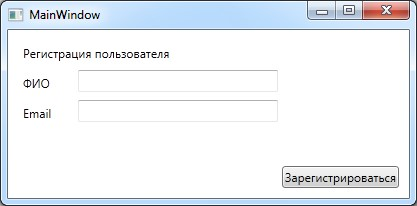 MainWindow
Регистрация пользователя
ФИО
Email
Зарегистрироваться